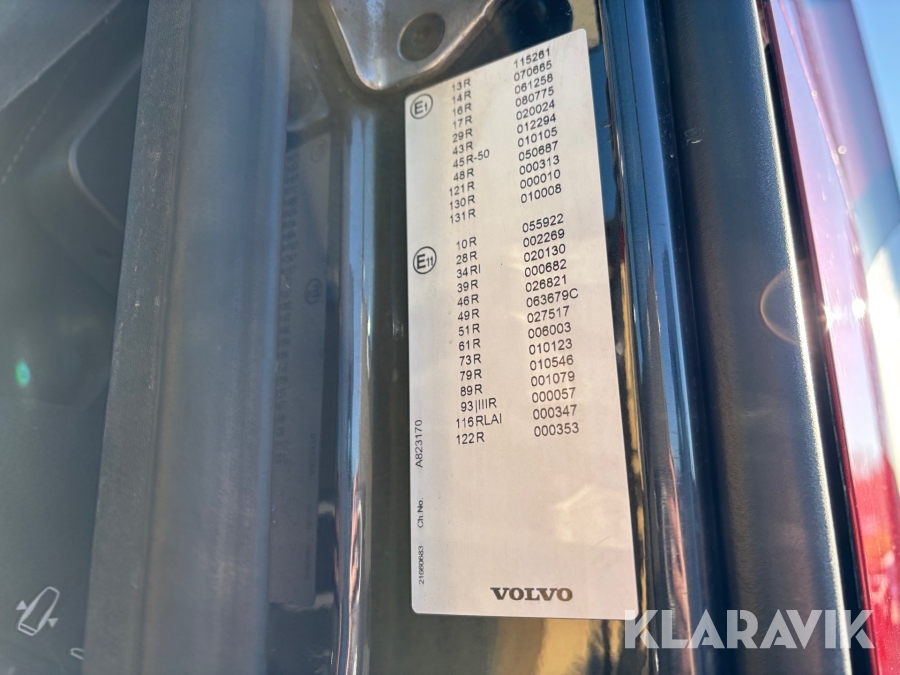 E1
13R 115261
14R 070665
16R 061258
17R 080775
29R 020024
43R 012294
45R-50 010105
48R 050687
121R 000313
130R 000010
131R 010008
E11
10R 055922
28R 002269
34RI 020130
39R 000682
46R 026821
49R 063679C
51R 027517
61R 006003
73R 010123
79R 010546
89R 001079
93|IIIR 000057
116RLAI 000347
122R 000353
21660683 Ch.No. A823170
VOLVO
KLARAVIK